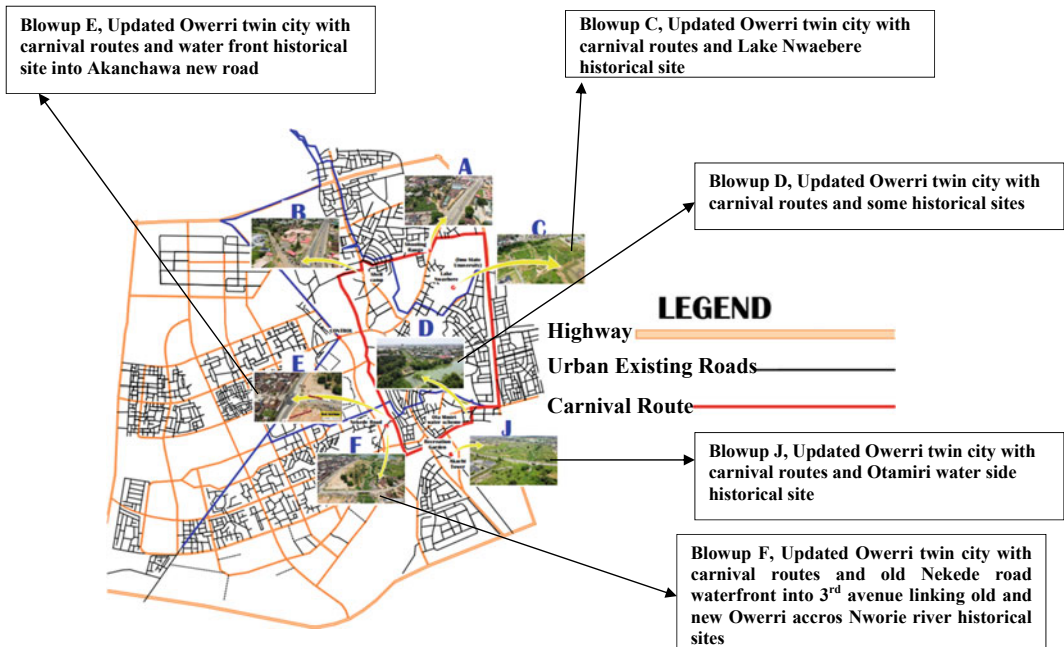 Blowup E, Updated Owerri twin city with
carnival routes and water front historical
site into Akanchawa new road
Blowup C, Updated Owerri twin city with
carnival routes and Lake Nwaebere
historical site
Blowup D, Updated Owerri twin city with
carnival routes and some historical sites
A
B
C
D
E
F
J
Lake
Nwaebere
LEGEND
Highway
Urban Existing Roads
Carnival Route
Blowup J, Updated Owerri twin city with
carnival routes and Otamiri water side
historical site
Blowup F, Updated Owerri twin city with
carnival routes and old Nekede road
waterfront into 3rd avenue linking old and
new Owerri accros Nworie river historical
sites